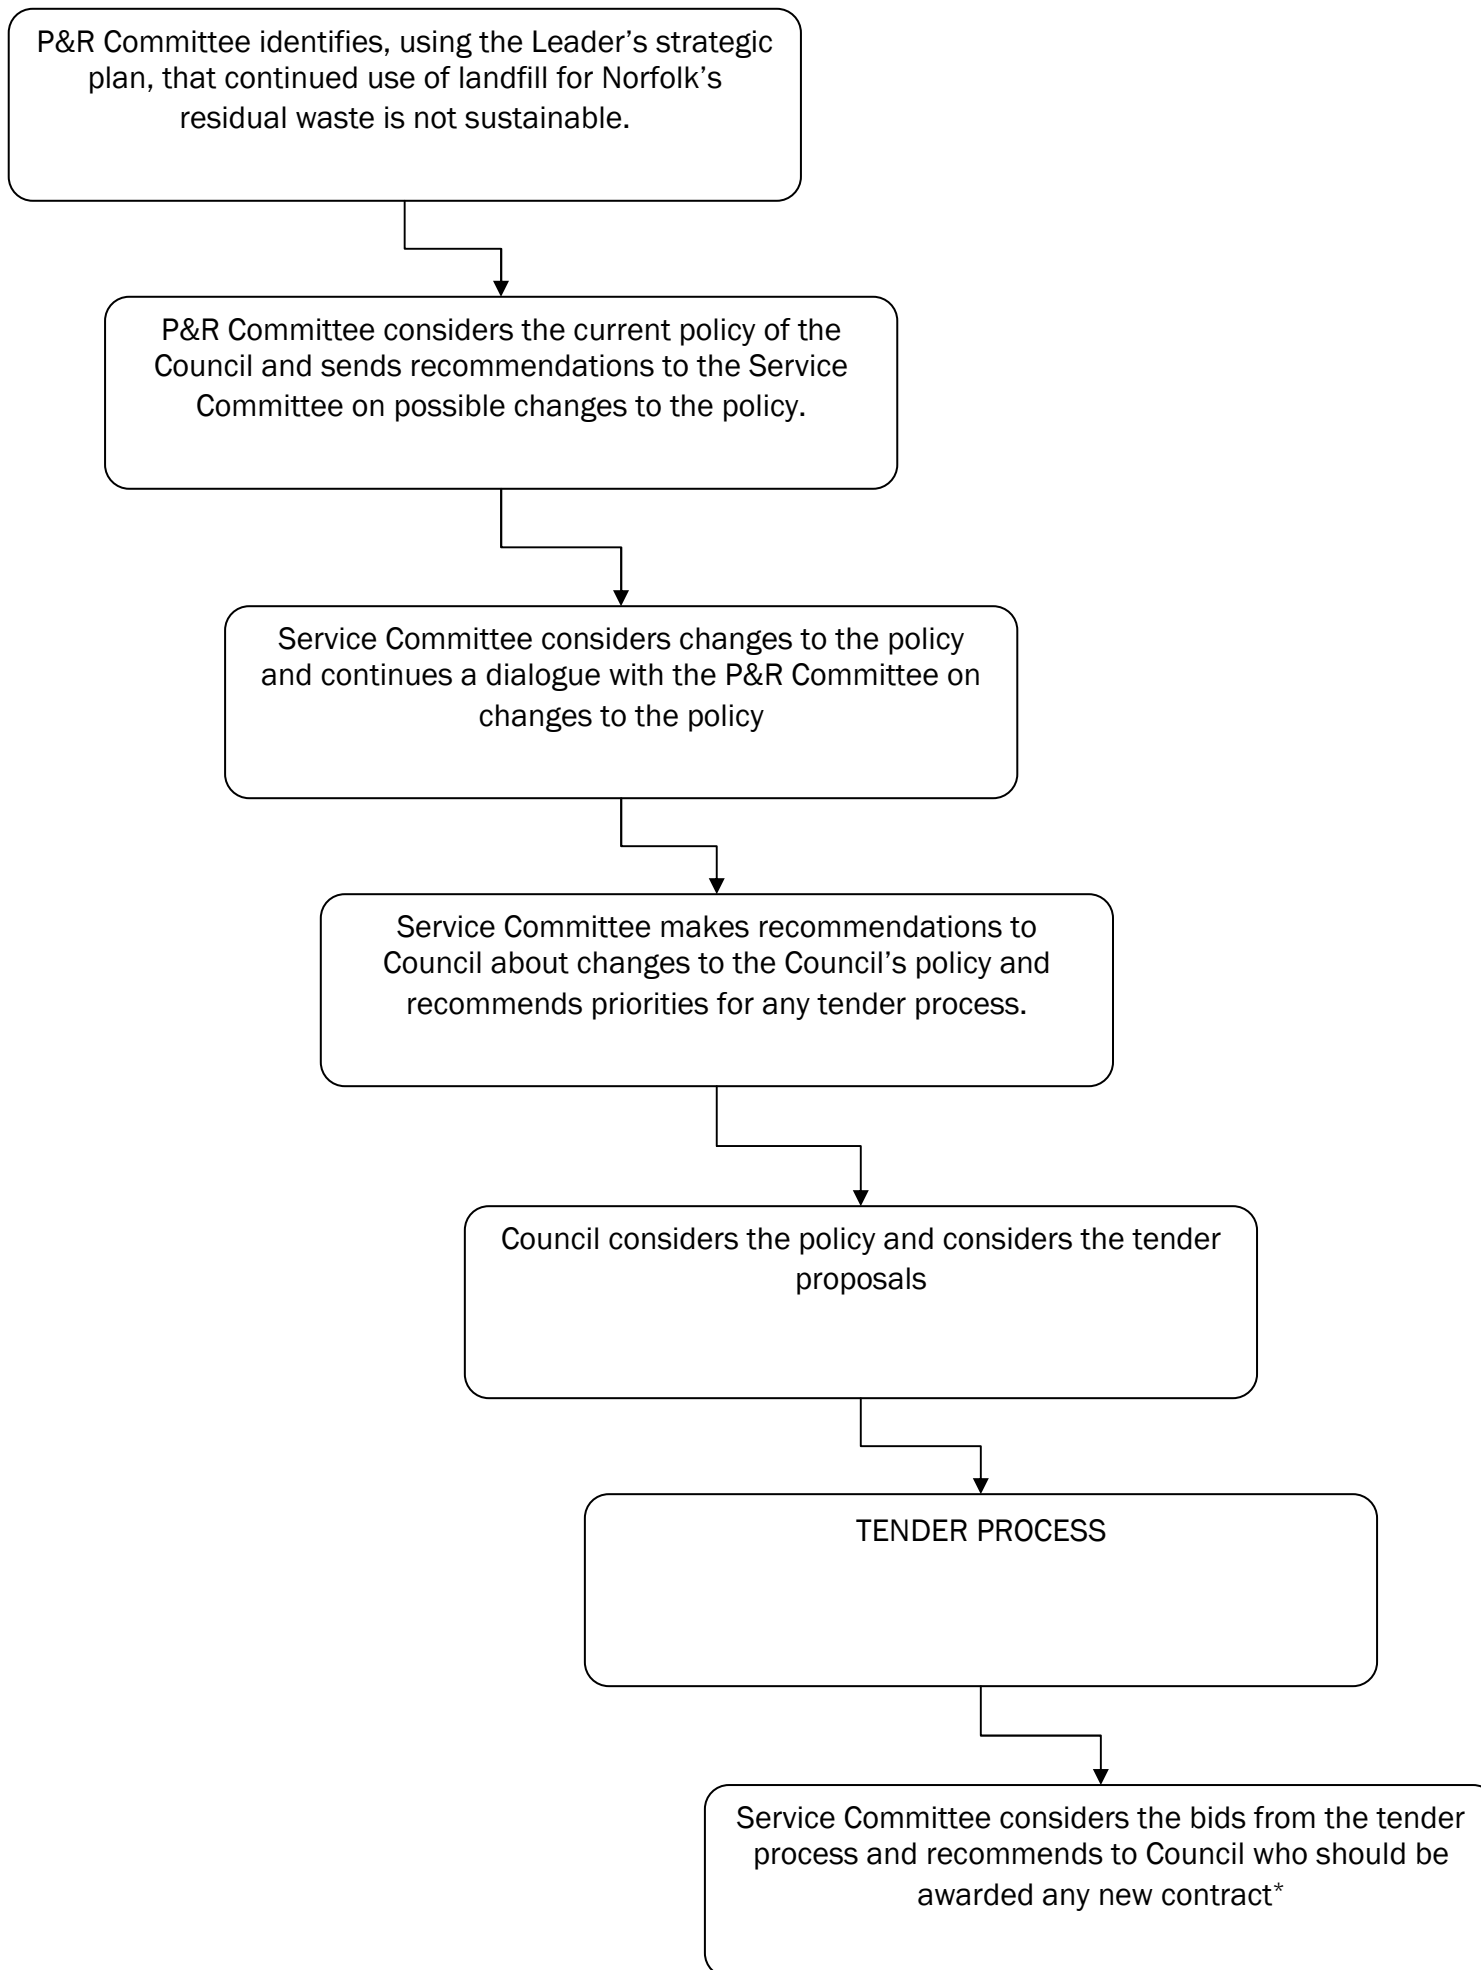 P&R Committee identifies, using the Leader’s strategic
plan, that continued use of landfill for Norfolk’s
residual waste is not sustainable.
P&R Committee considers the current policy of the
Council and sends recommendations to the Service
Committee on possible changes to the policy.
Service Committee considers changes to the policy
and continues a dialogue with the P&R Committee on
changes to the policy
Service Committee makes recommendations to
Council about changes to the Council’s policy and
recommends priorities for any tender process.
Council considers the policy and considers the tender
proposals
TENDER PROCESS
Service Committee considers the bids from the tender
process and recommends to Council who should be
awarded any new contract*